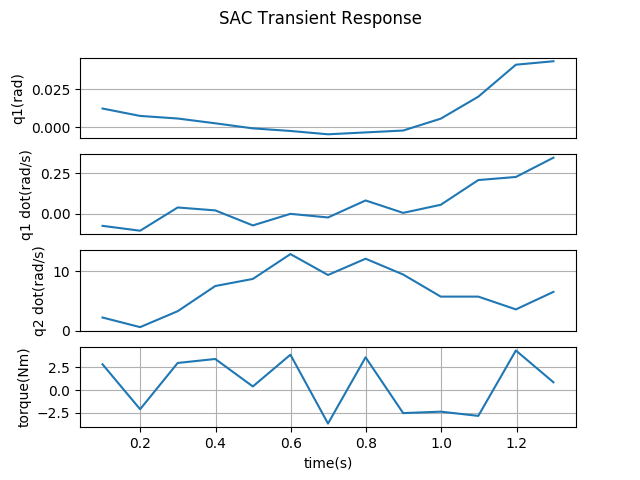 SAC Transient Response
q1(rad)
0.025
0.000
q1 dot(rad/s)
0.25
0.00
q2 dot(rad/s)
10
0
torque(Nm)
2.5
0.0
−2.5
0.2 0.4 0.6 0.8 1.0 1.2
time(s)